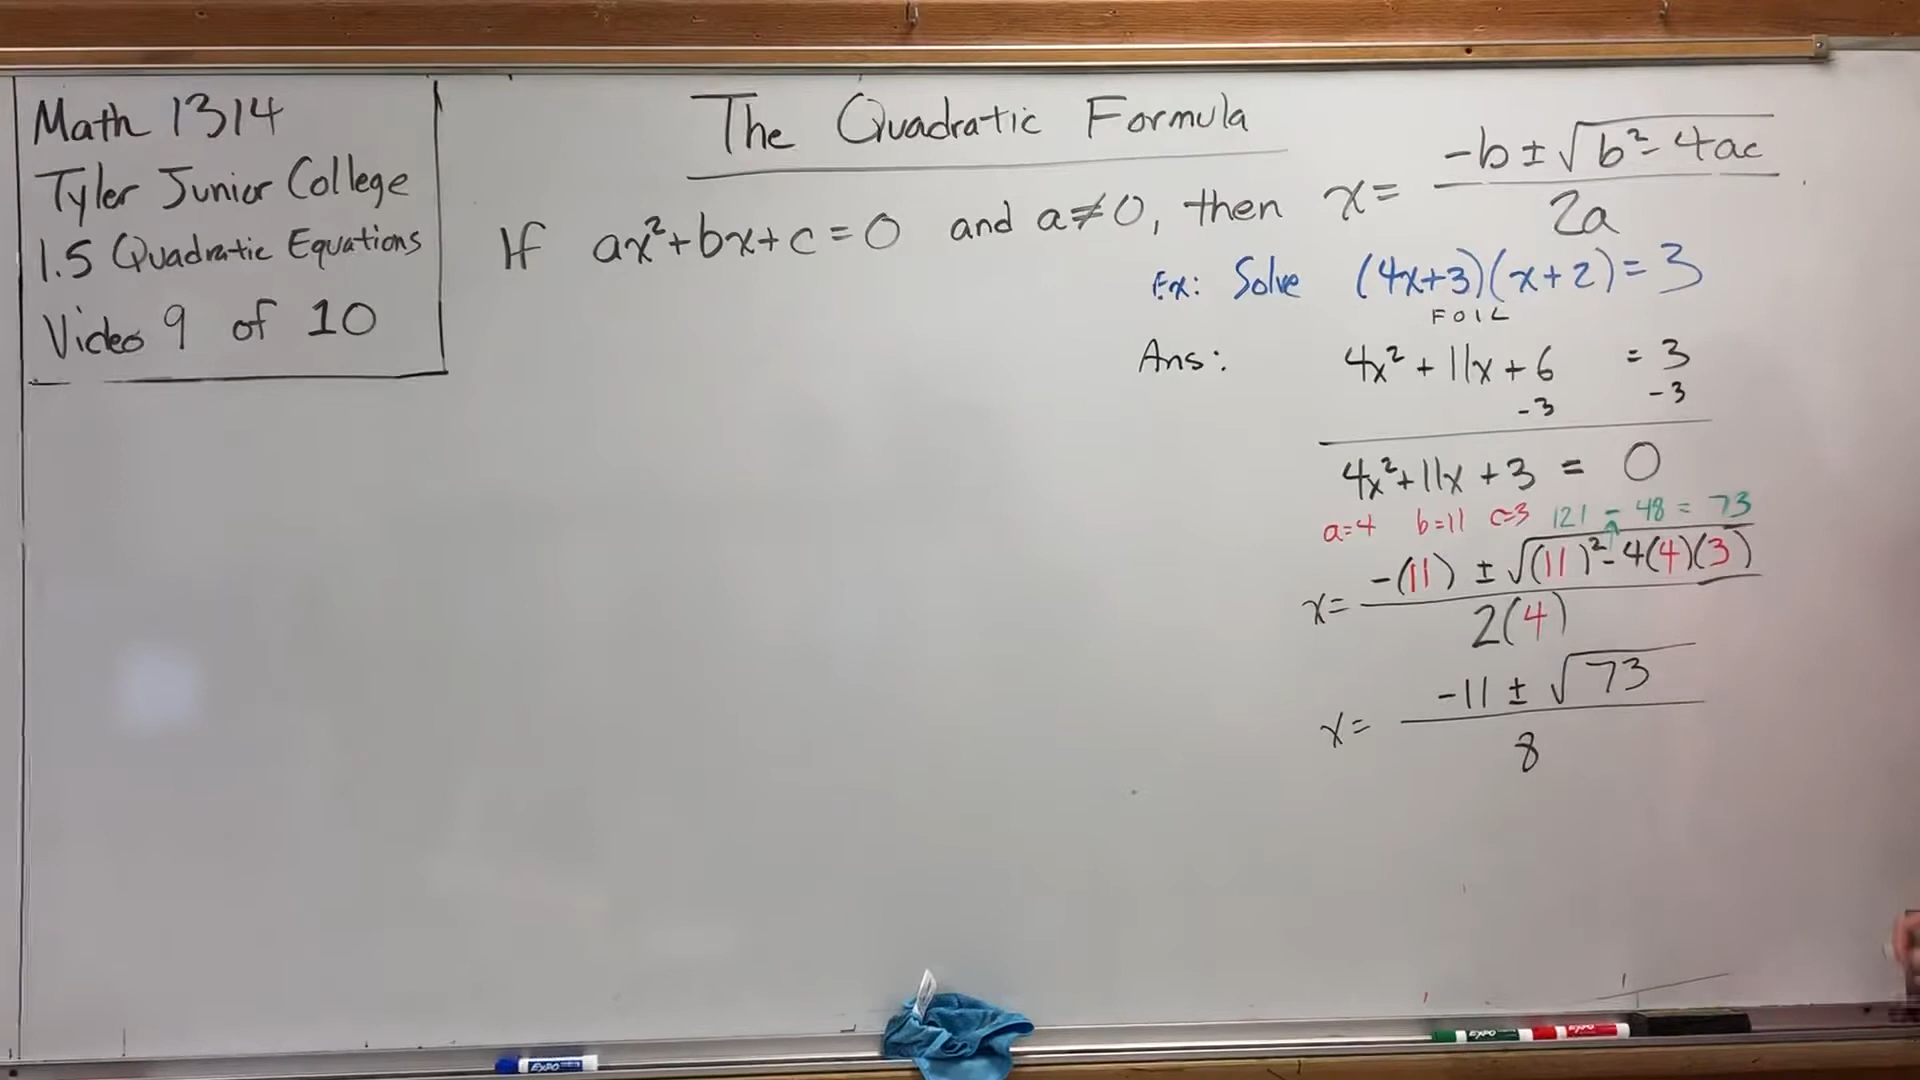 Math 1314
Tyler Junior College
1.5 Quadratic Equations
Video 9 of 10
The Quadratic Formula
If ax²+bx+c=0 and a≠0, then x= -b±√b²-4ac / 2a
Ex: Solve (4x+3)(x+2)=3
FOIL
Ans: 4x²+11x+6 =3
-3 -3
4x²+11x+3 = 0
a=4 b=11 c=3 121 - 48 = 73
x= -(11) ± √(11)²-4(4)(3) / 2(4)
x= -11 ± √73 / 8
EXPO
EXPO
EXPO